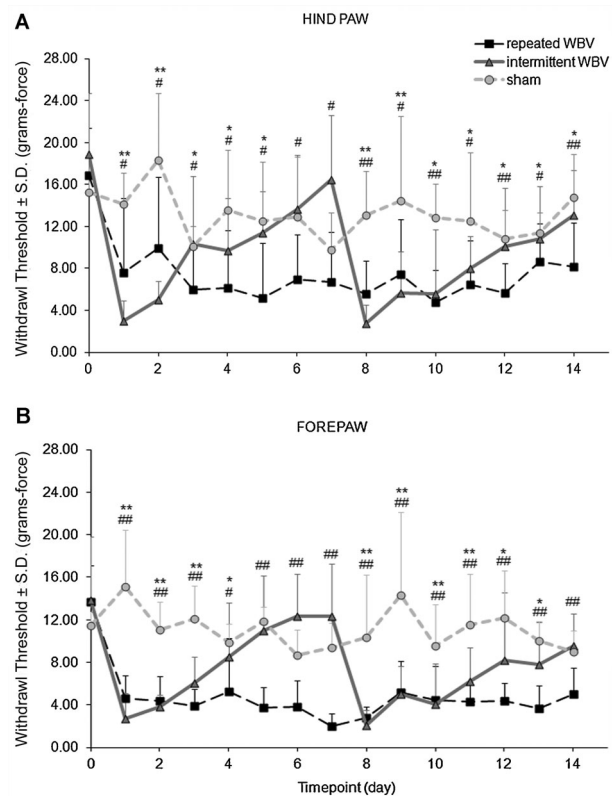 A
HIND PAW
repeated WBV
intermittent WBV
sham
Withdrawl Threshold ± S.D. (grams-force)
28.00
24.00
20.00
16.00
12.00
8.00
4.00
0.00
** # ** # * # * # * # # # ** ## ** # * ## * # * ## * # * ##
0 2 4 6 8 10 12 14
B
FOREPAW
Withdrawl Threshold ± S.D. (grams-force)
28.00
24.00
20.00
16.00
12.00
8.00
4.00
0.00
** ## ** ## ** ## * # ## ## ## ** ## ** ## ** ## ** ## * ## * ## ##
0 2 4 6 8 10 12 14
Timepoint (day)